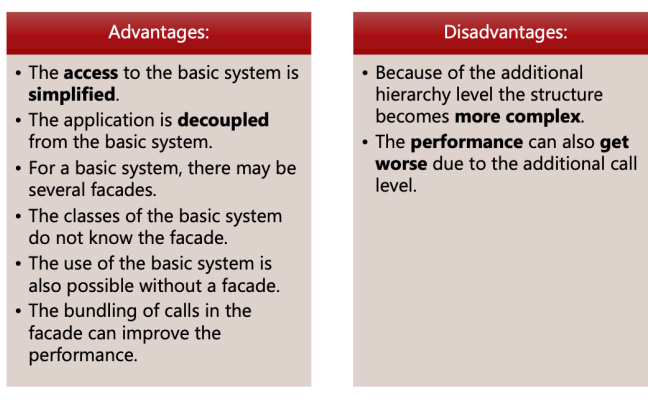 Advantages:
• The access to the basic system is
simplified.
• The application is decoupled
from the basic system.
• For a basic system, there may be
several facades.
• The classes of the basic system
do not know the facade.
• The use of the basic system is
also possible without a facade.
• The bundling of calls in the
facade can improve the
performance.
Disadvantages:
• Because of the additional
hierarchy level the structure
becomes more complex.
• The performance can also get
worse due to the additional call
level.